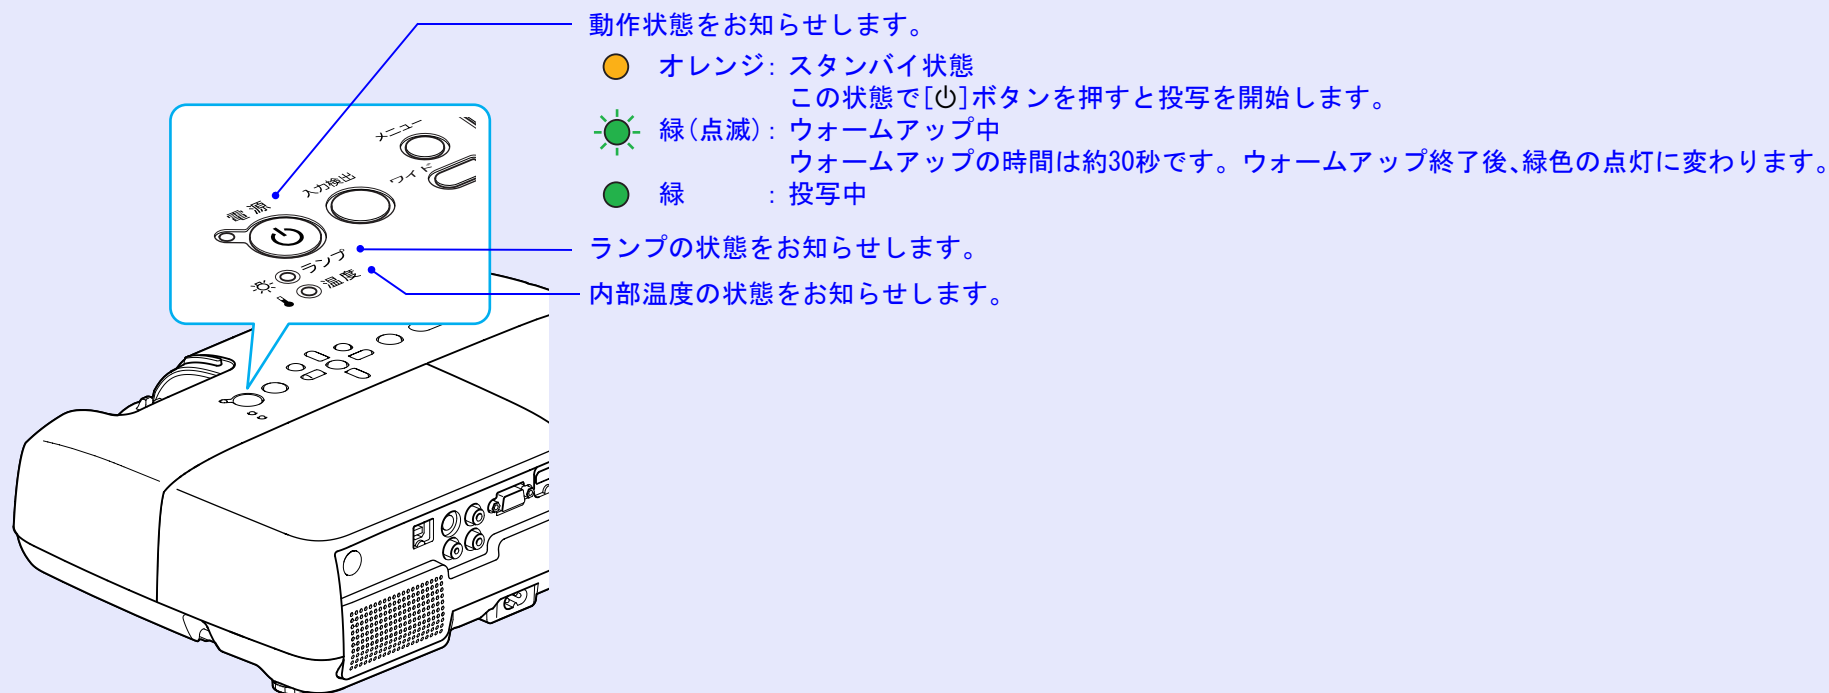 動作状態をお知らせします。
オレンジ: スタンバイ状態
この状態で[⏻]ボタンを押すと投写を開始します。
緑(点滅): ウォームアップ中
ウォームアップの時間は約30秒です。ウォームアップ終了後、緑色の点灯に変わります。
緑 : 投写中
ランプの状態をお知らせします。
内部温度の状態をお知らせします。
メニュー
ワイド
入力検出
電源
ランプ
温度